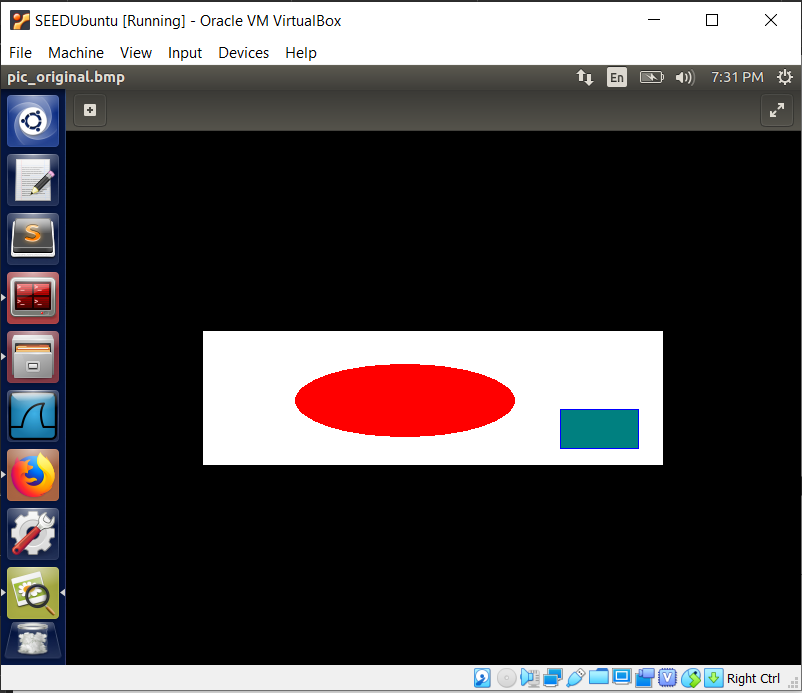 SEEDUbuntu [Running] - Oracle VM VirtualBox
File Machine View Input Devices Help
pic_original.bmp En 7:31 PM
S
V Right Ctrl